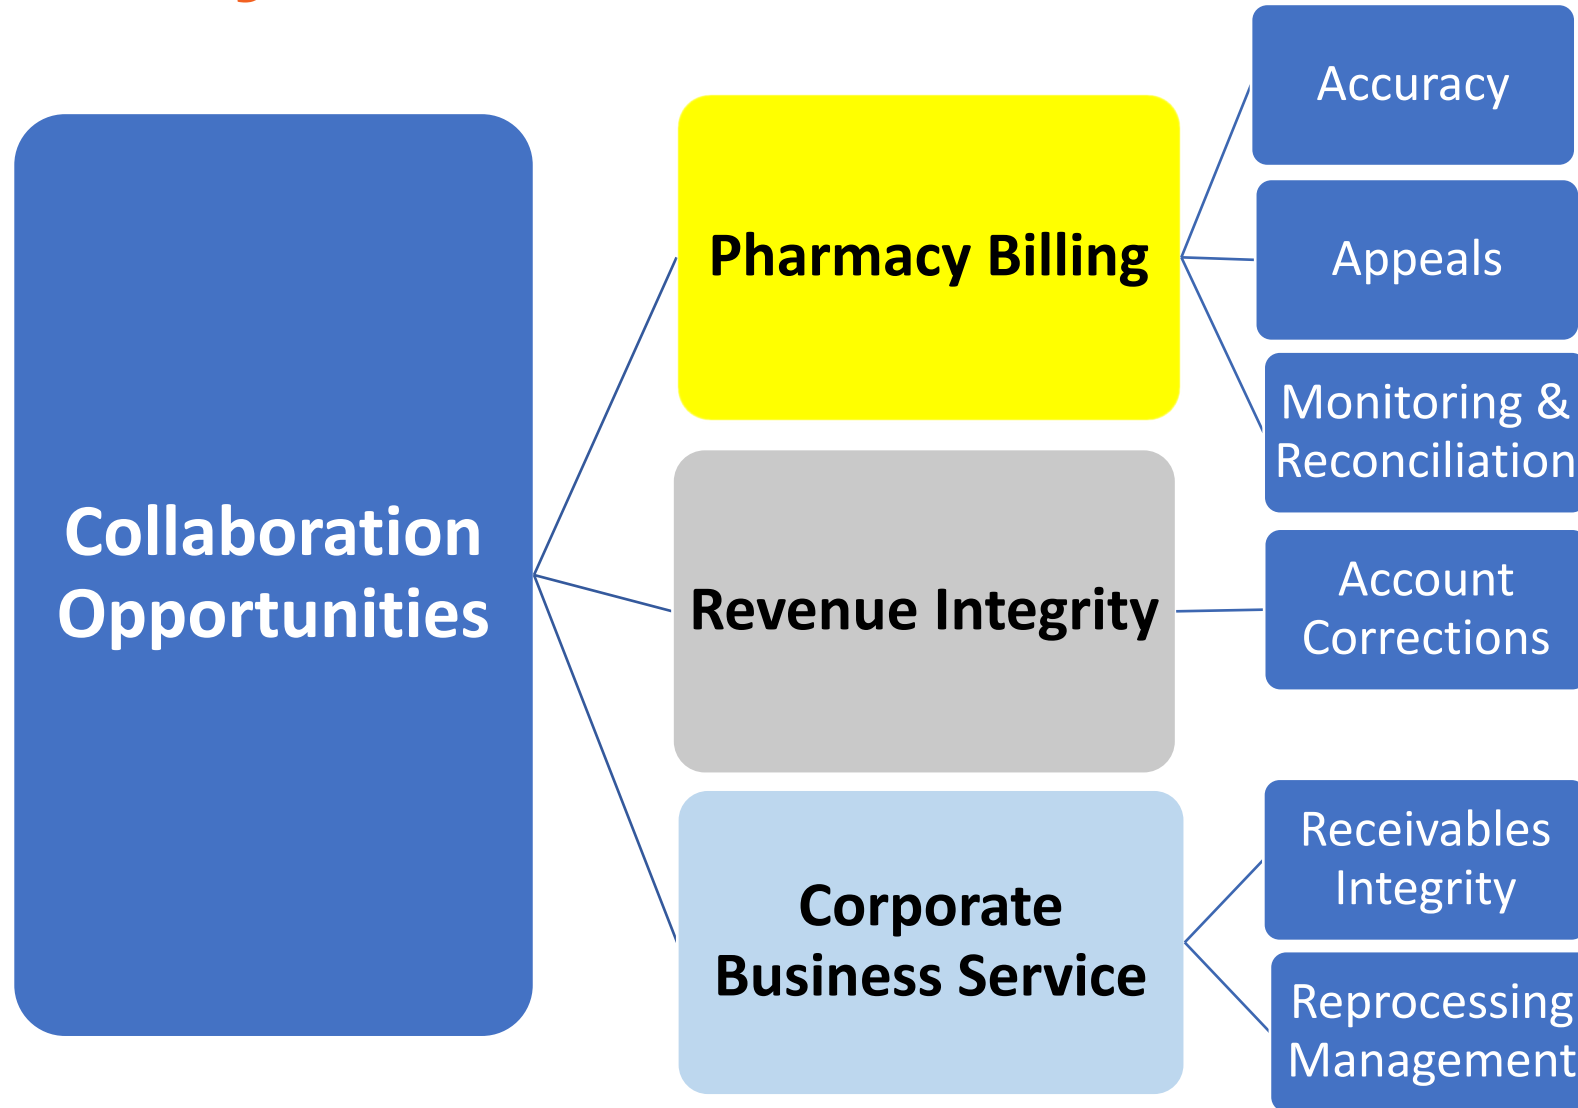 Collaboration
Opportunities
Pharmacy Billing
Accuracy
Appeals
Monitoring &
Reconciliation
Revenue Integrity
Account
Corrections
Corporate
Business Service
Receivables
Integrity
Reprocessing
Management